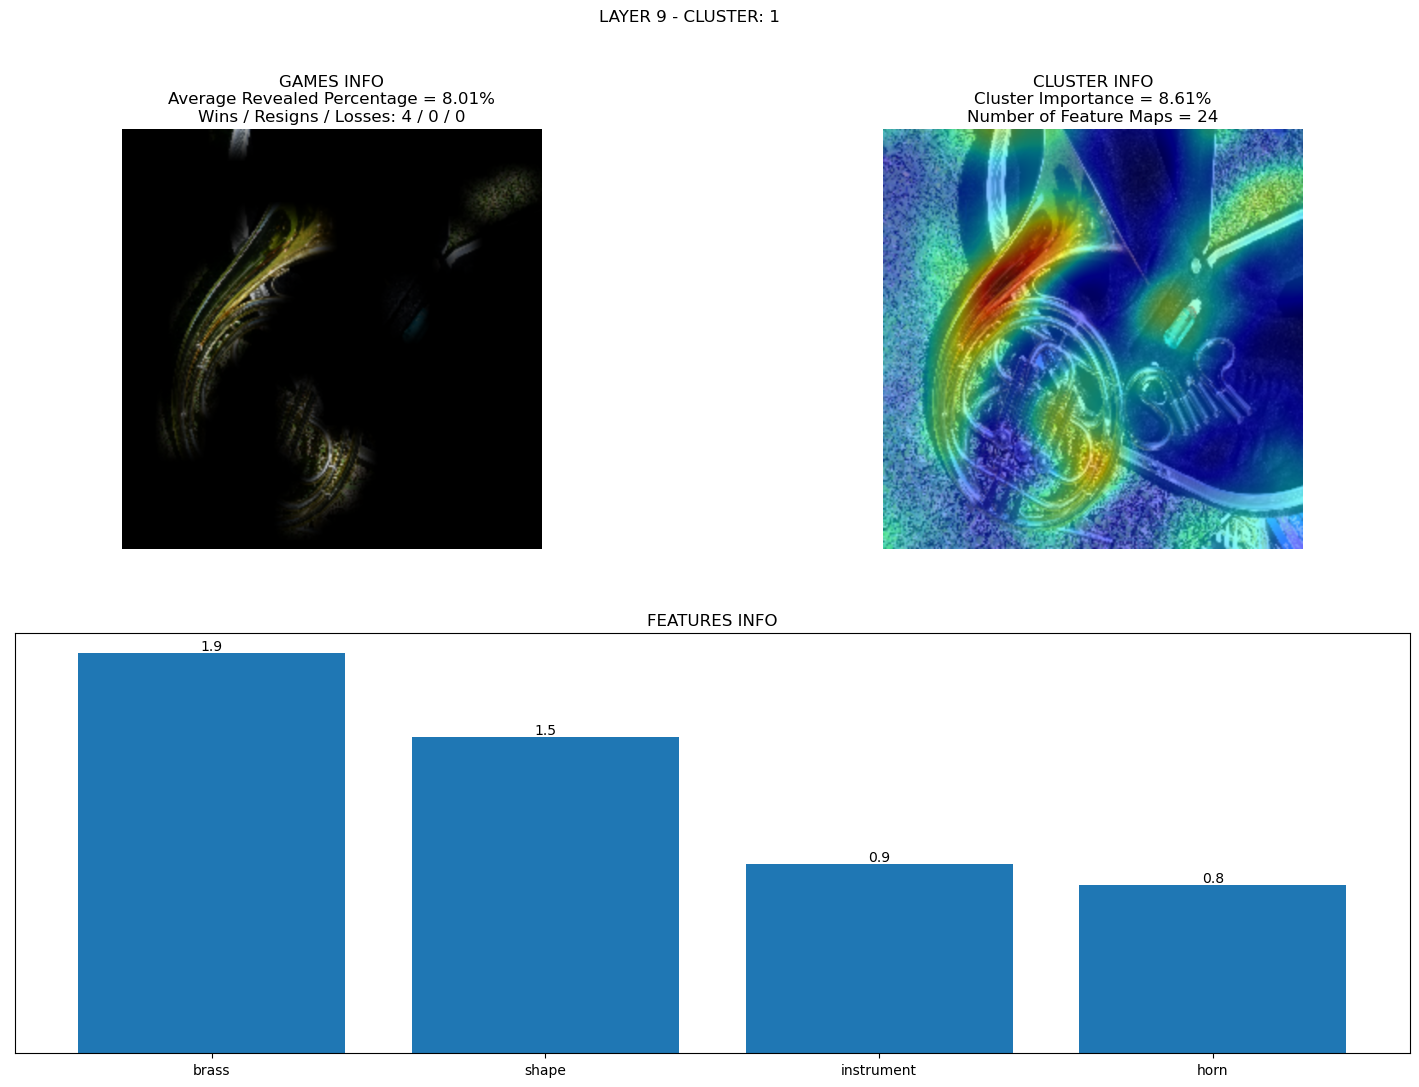 LAYER 9 - CLUSTER: 1
GAMES INFO
Average Revealed Percentage = 8.01%
Wins / Resigns / Losses: 4 / 0 / 0
CLUSTER INFO
Cluster Importance = 8.61%
Number of Feature Maps = 24
FEATURES INFO
1.9
1.5
0.9
0.8
brass
shape
instrument
horn